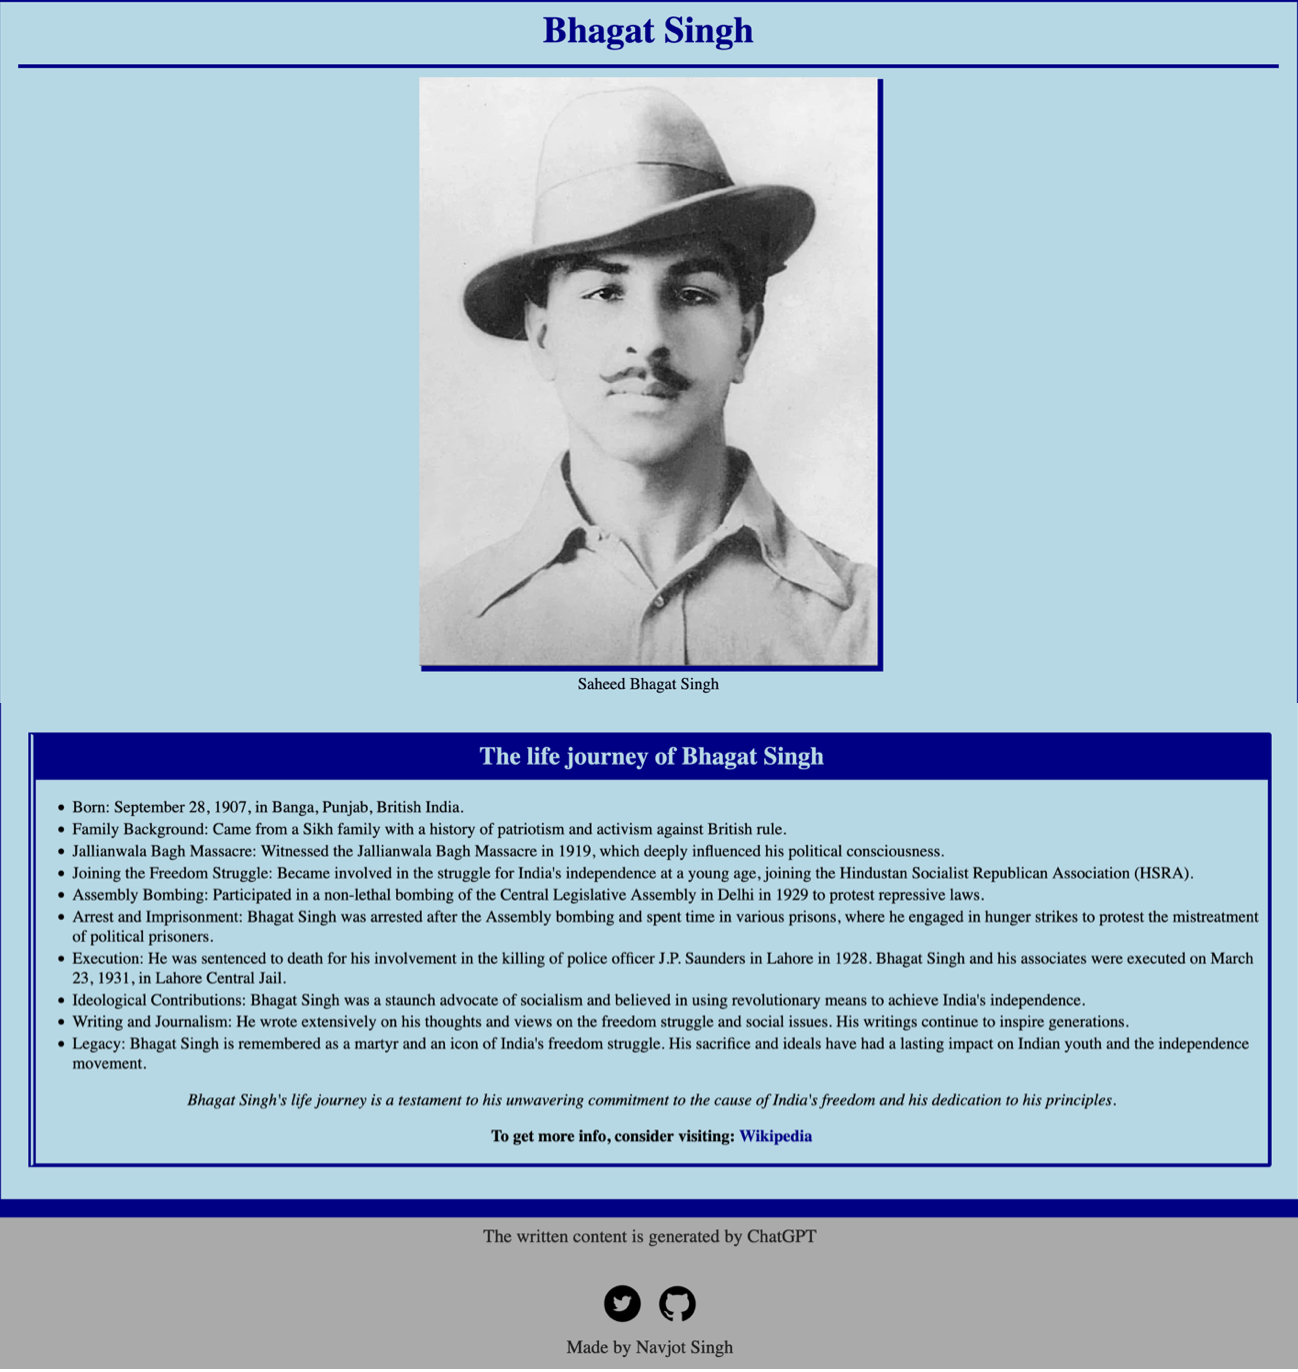 Bhagat Singh
Saheed Bhagat Singh
The life journey of Bhagat Singh
• Born: September 28, 1907, in Banga, Punjab, British India.
• Family Background: Came from a Sikh family with a history of patriotism and activism against British rule.
• Jallianwala Bagh Massacre: Witnessed the Jallianwala Bagh Massacre in 1919, which deeply influenced his political consciousness.
• Joining the Freedom Struggle: Became involved in the struggle for India's independence at a young age, joining the Hindustan Socialist Republican Association (HSRA).
• Assembly Bombing: Participated in a non-lethal bombing of the Central Legislative Assembly in Delhi in 1929 to protest repressive laws.
• Arrest and Imprisonment: Bhagat Singh was arrested after the Assembly bombing and spent time in various prisons, where he engaged in hunger strikes to protest the mistreatment
of political prisoners.
• Execution: He was sentenced to death for his involvement in the killing of police officer J.P. Saunders in Lahore in 1928. Bhagat Singh and his associates were executed on March
23, 1931, in Lahore Central Jail.
• Ideological Contributions: Bhagat Singh was a staunch advocate of socialism and believed in using revolutionary means to achieve India's independence.
• Writing and Journalism: He wrote extensively on his thoughts and views on the freedom struggle and social issues. His writings continue to inspire generations.
• Legacy: Bhagat Singh is remembered as a martyr and an icon of India's freedom struggle. His sacrifice and ideals have had a lasting impact on Indian youth and the independence
movement.
Bhagat Singh's life journey is a testament to his unwavering commitment to the cause of India's freedom and his dedication to his principles.
To get more info, consider visiting: Wikipedia
The written content is generated by ChatGPT
Made by Navjot Singh